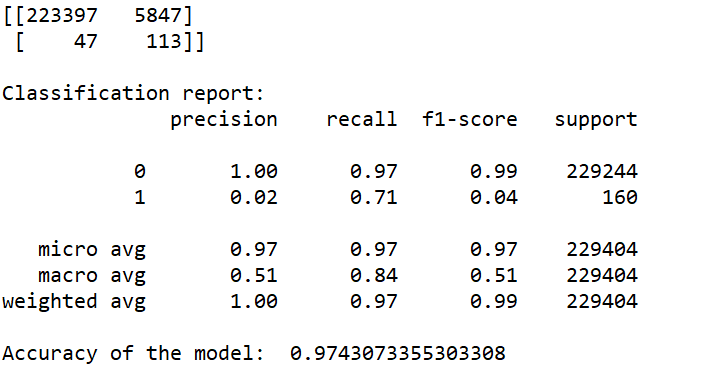 [[223397   5847]
 [    47    113]]
Classification report:
              precision    recall  f1-score   support
           0       1.00      0.97      0.99    229244
           1       0.02      0.71      0.04       160
   micro avg       0.97      0.97      0.97    229404
   macro avg       0.51      0.84      0.51    229404
weighted avg       1.00      0.97      0.99    229404
Accuracy of the model:  0.9743073355303308